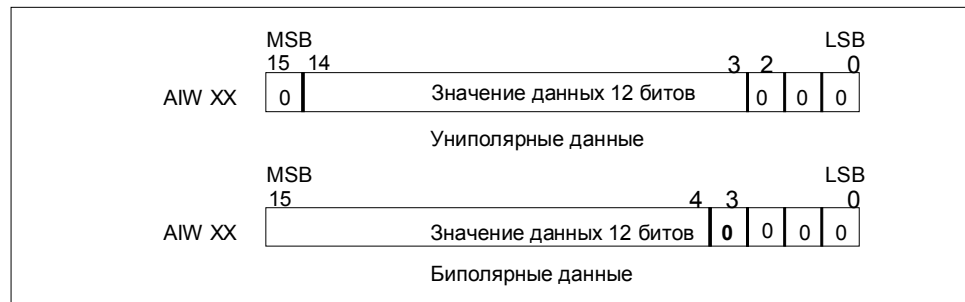 MSB LSB
15 14 3 2 0
AIW XX 0 Значение данных 12 битов 0 0 0
Униполярные данные
MSB LSB
15 4 3 0
AIW XX Значение данных 12 битов 0 0 0 0
Биполярные данные